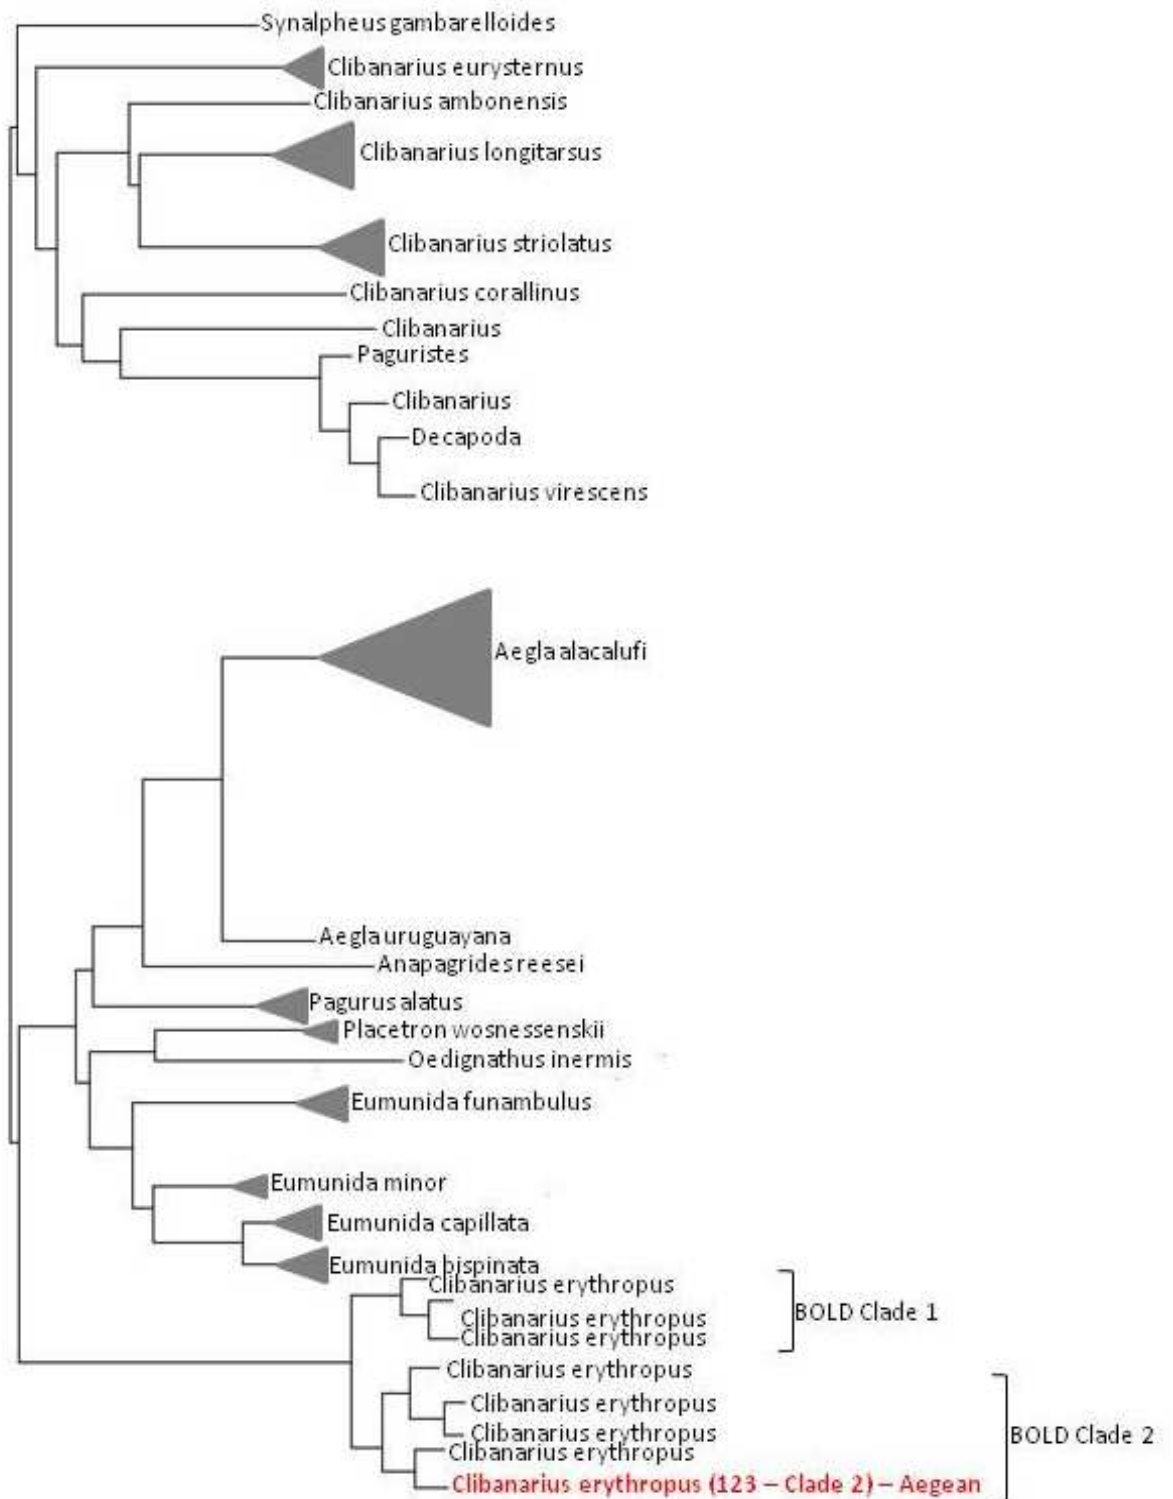 Synalpheus gambarelloides
Clibanarius eurysternus
Clibanarius ambonensis
Clibanarius longitarsus
Clibanarius striolatus
Clibanarius corallinus
Clibanarius
Paguristes
Clibanarius
Decapoda
Clibanarius virescens
Aegla alacalufi
Aegla uruguayana
Anapagrides reesei
Pagurus alatus
Placetron wosnessenskii
Oedignathus inermis
Eumunida funambulus
Eumunida minor
Eumunida capillata
Eumunida bispinata
Clibanarius erythropus
Clibanarius erythropus
Clibanarius erythropus
BOLD Clade 1
Clibanarius erythropus
Clibanarius erythropus
Clibanarius erythropus
Clibanarius erythropus
Clibanarius erythropus (123 – Clade 2) – Aegean
BOLD Clade 2